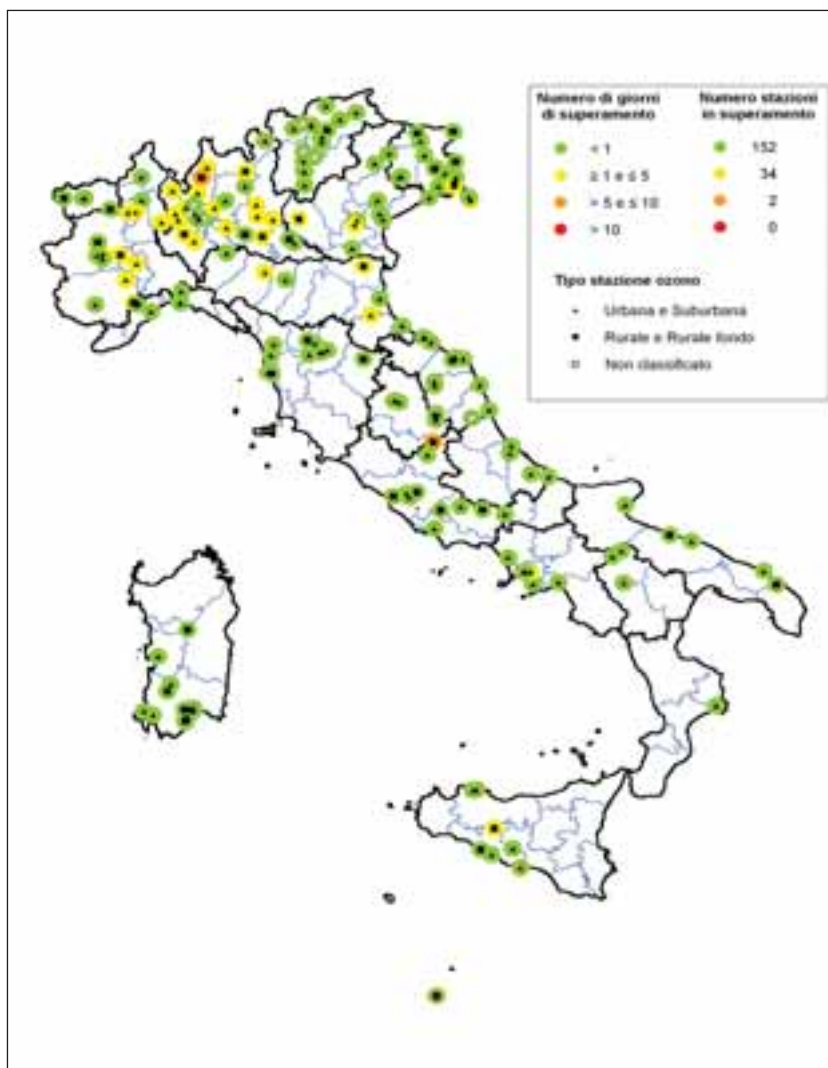 Numero di giorni di superamento
Numero stazioni in superamento
< 1 152
≥ 1 e ≤ 5 34
> 5 e ≤ 10 2
> 10 0
Tipo stazione ozono
Urbana e Suburbana
Rurale e Rurale fondo
Non classificato